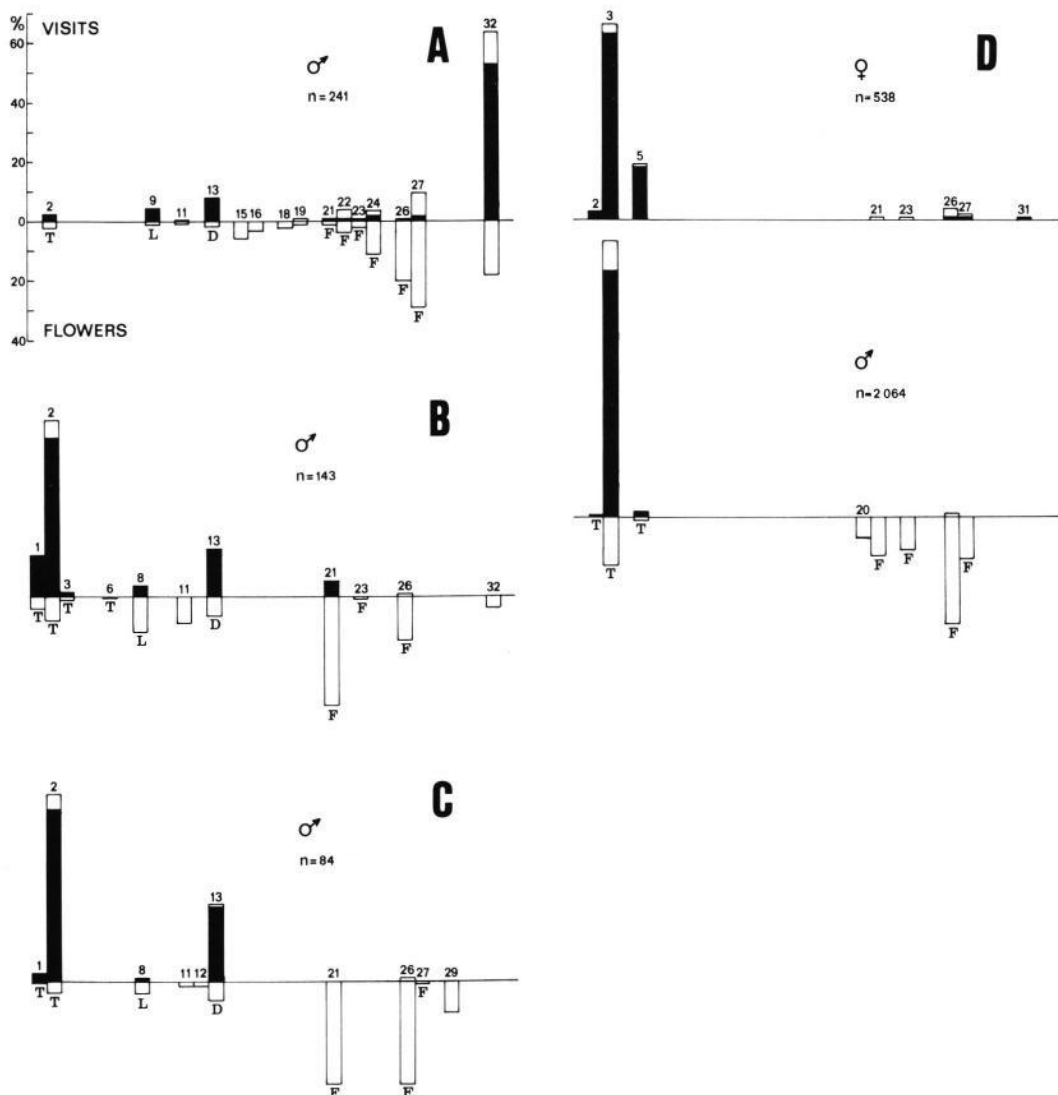 %
VISITS
60
40
20
0
20
40
FLOWERS
A
♂
n = 241
2 9 11 13 15 16 18 19 21 22 23 24 26 27 32
T L D F F F F F F
B
♂
n = 143
1 2 3 6 8 11 13 21 23 26 32
T T T T L D F F F
C
♂
n = 84
1 2 8 11 12 13 21 26 27 29
T T L D F F F
D
♀
n = 538
2 3 5 21 23 26 27 31
♂
n = 2 064
20
T T T F F F F